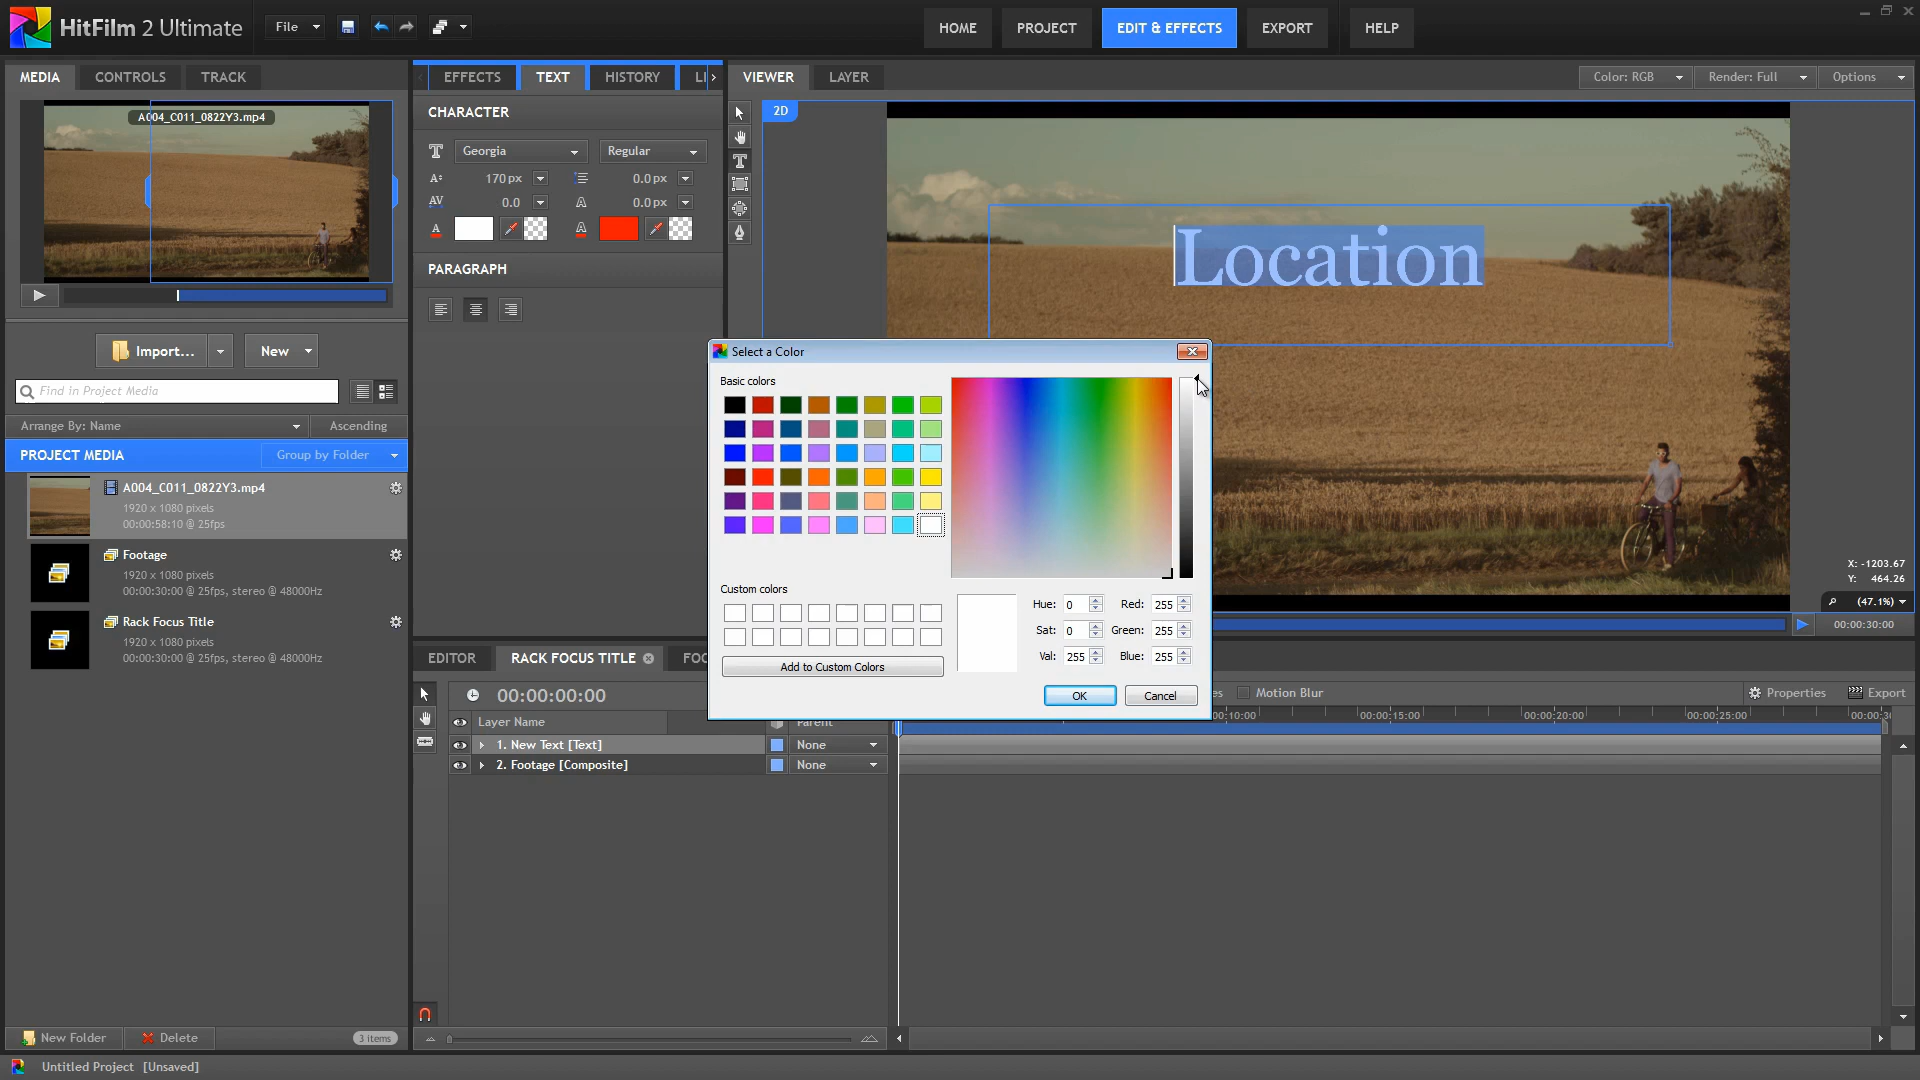 HitFilm 2 Ultimate
File
HOME
PROJECT
EDIT & EFFECTS
EXPORT
HELP
MEDIA
CONTROLS
TRACK
A004_C011_0822Y3.mp4
Import...
New
Find in Project Media
Arrange By: Name
Ascending
PROJECT MEDIA
Group by Folder
A004_C011_0822Y3.mp4
1920 x 1080 pixels
00:00:58:10 @ 25fps
Footage
1920 x 1080 pixels
00:00:30:00 @ 25fps, stereo @ 48000Hz
Rack Focus Title
1920 x 1080 pixels
00:00:30:00 @ 25fps, stereo @ 48000Hz
New Folder
Delete
3 items
Untitled Project [Unsaved]
EFFECTS
TEXT
HISTORY
LI
CHARACTER
Georgia
Regular
170 px
0.0 px
AV
0.0
A
0.0 px
A
A
PARAGRAPH
VIEWER
LAYER
Color: RGB
Render: Full
Options
2D
Location
X: -1203.67
Y: 464.26
(47.1%)
00:00:30:00
Select a Color
Basic colors
Custom colors
Add to Custom Colors
Hue: 0
Red: 255
Sat: 0
Green: 255
Val: 255
Blue: 255
OK
Cancel
EDITOR
RACK FOCUS TITLE
FOO
00:00:00:00
es
Motion Blur
Properties
Export
Layer Name
Parent
0:10:00
00:00:15:00
00:00:20:00
00:00:25:00
00:00:30
1. New Text [Text]
None
2. Footage [Composite]
None